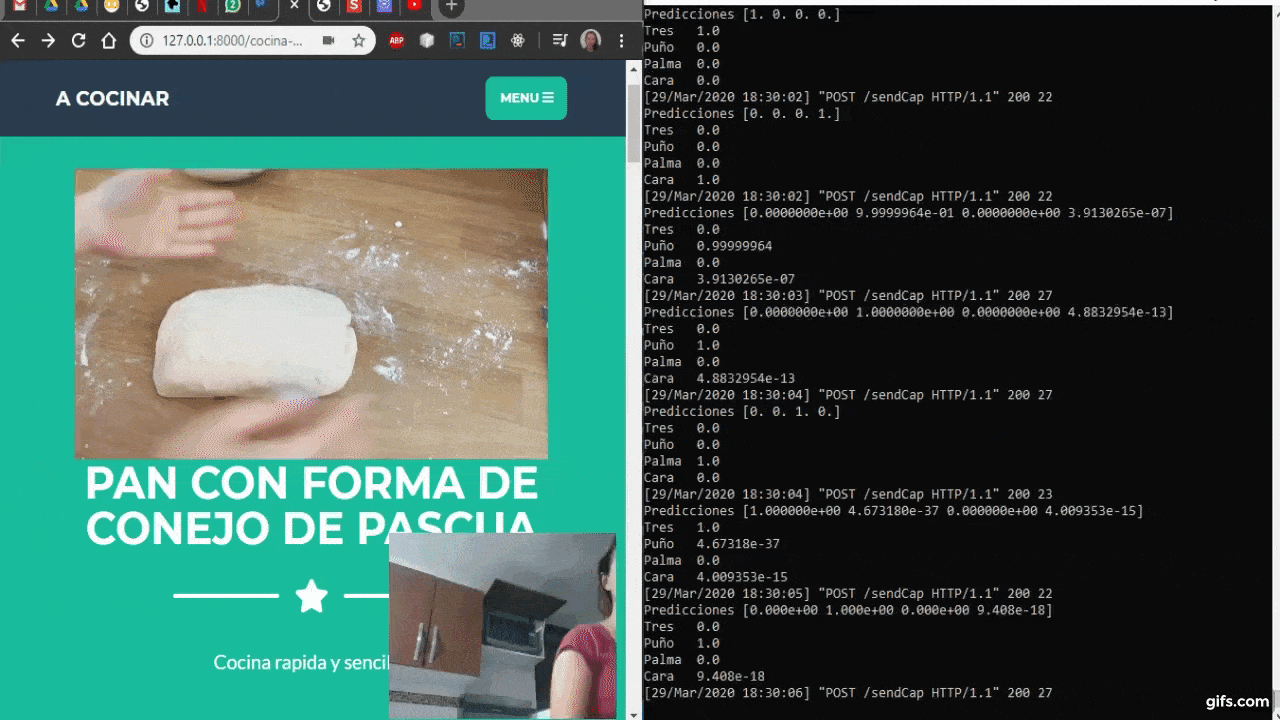 127.0.0.1:8000/cocina-...
ABP
A COCINAR
MENU
PAN CON FORMA DE
CONEJO DE PASCUA
Cocina rapida y sencil
Predicciones [1. 0. 0. 0.]
Tres 1.0
Puño 0.0
Palma 0.0
Cara 0.0
[29/Mar/2020 18:30:02] "POST /sendCap HTTP/1.1" 200 22
Predicciones [0. 0. 0. 1.]
Tres 0.0
Puño 0.0
Palma 0.0
Cara 1.0
[29/Mar/2020 18:30:02] "POST /sendCap HTTP/1.1" 200 22
Predicciones [0.0000000e+00 9.9999964e-01 0.0000000e+00 3.9130265e-07]
Tres 0.0
Puño 0.99999964
Palma 0.0
Cara 3.9130265e-07
[29/Mar/2020 18:30:03] "POST /sendCap HTTP/1.1" 200 27
Predicciones [0.0000000e+00 1.0000000e+00 0.0000000e+00 4.8832954e-13]
Tres 0.0
Puño 1.0
Palma 0.0
Cara 4.8832954e-13
[29/Mar/2020 18:30:04] "POST /sendCap HTTP/1.1" 200 27
Predicciones [0. 0. 1. 0.]
Tres 0.0
Puño 0.0
Palma 1.0
Cara 0.0
[29/Mar/2020 18:30:04] "POST /sendCap HTTP/1.1" 200 23
Predicciones [1.000000e+00 4.673180e-37 0.000000e+00 4.009353e-15]
Tres 1.0
Puño 4.67318e-37
Palma 0.0
Cara 4.009353e-15
[29/Mar/2020 18:30:05] "POST /sendCap HTTP/1.1" 200 22
Predicciones [0.000e+00 1.000e+00 0.000e+00 9.408e-18]
Tres 0.0
Puño 1.0
Palma 0.0
Cara 9.408e-18
[29/Mar/2020 18:30:06] "POST /sendCap HTTP/1.1" 200 27
gifs.com